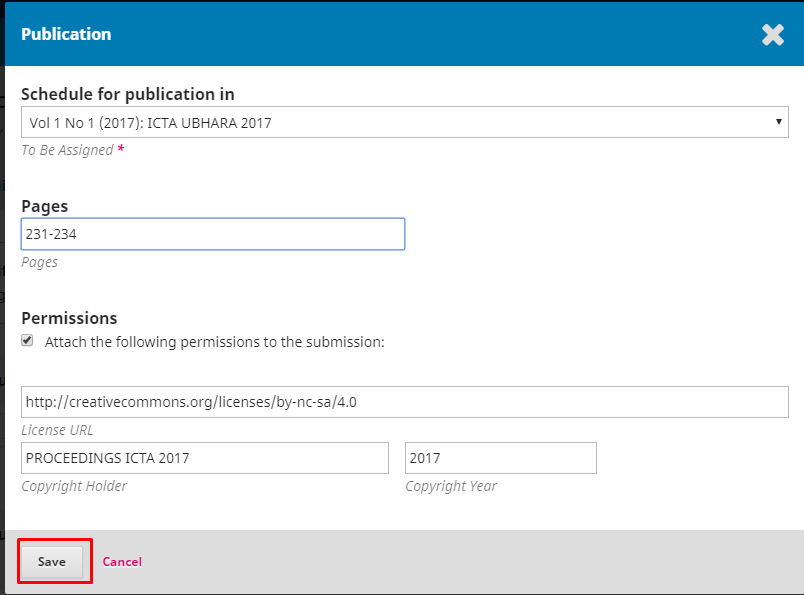 Publication
Schedule for publication in
Vol 1 No 1 (2017): ICTA UBHARA 2017
To Be Assigned *
Pages
231-234
Pages
Permissions
Attach the following permissions to the submission:
http://creativecommons.org/licenses/by-nc-sa/4.0
License URL
PROCEEDINGS ICTA 2017 2017
Copyright Holder Copyright Year
Save Cancel